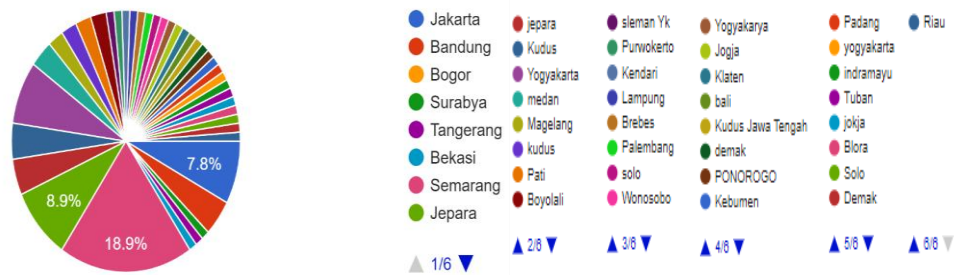 7.8%
8.9%
18.9%
Jakarta
Bandung
Bogor
Surabya
Tangerang
Bekasi
Semarang
Jepara
1/6
jepara
Kudus
Yogyakarta
medan
Magelang
kudus
Pati
Boyolali
2/6
sleman Yk
Purwokerto
Kendari
Lampung
Brebes
Palembang
solo
Wonosobo
3/6
Yogyakarya
Jogja
Klaten
bali
Kudus Jawa Tengah
demak
PONOROGO
Kebumen
4/6
Padang
yogyakarta
indramayu
Tuban
jokja
Blora
Solo
Demak
5/6
Riau
6/6